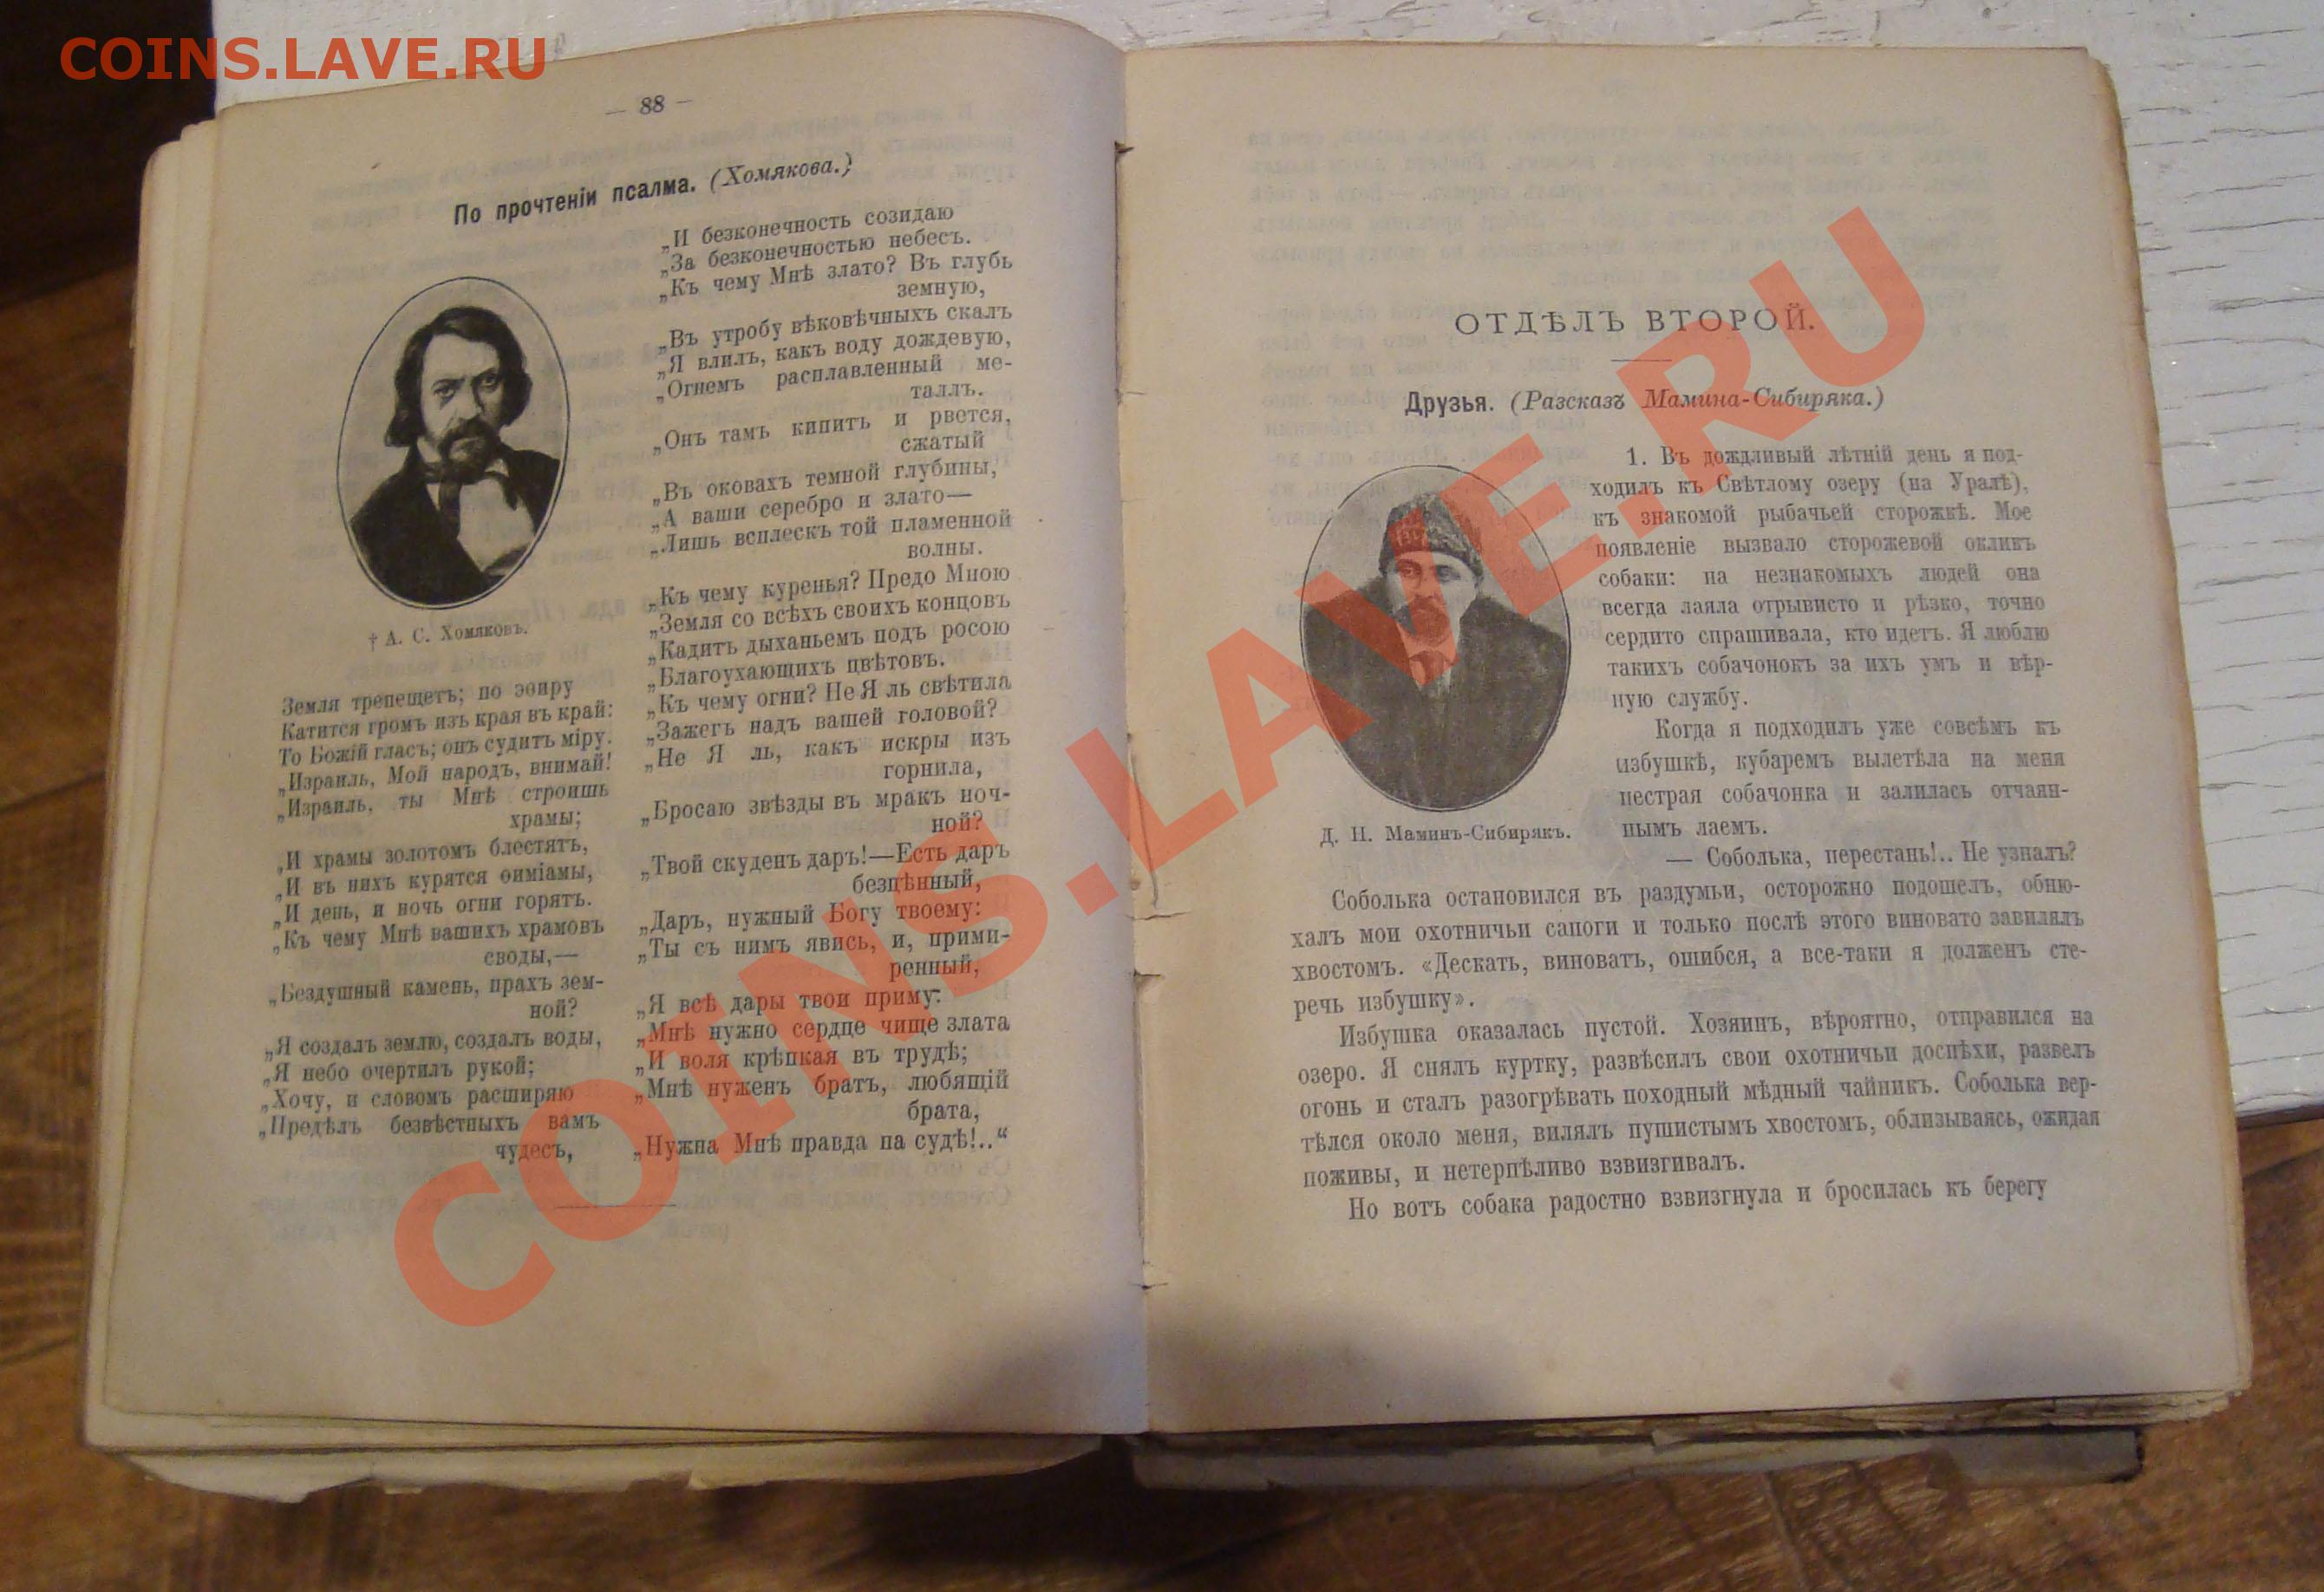 COINS.LAVE.RU
— 88 —
По прочтеніи псалма. (Хомякова.)
† А. С. Хомяковъ.
Земля трепещетъ; по эѳиру
Катится громъ изъ края въ край:
То Божій гласъ; онъ судитъ міру.
„Израиль, Мой народъ, внимай!
„Израиль, ты Мнѣ строишь
храмы;
„И храмы золотомъ блестятъ,
„И въ нихъ курятся ѳиміамы,
„И день, и ночь огни горятъ.
„Къ чему Мнѣ вашихъ храмовъ
своды,—
„Бездушный камень, прахъ зем-
ной?
„Я создалъ землю, создалъ воды,
„Я небо очертилъ рукой;
„Хочу, и словомъ расширяю
„Предѣлъ безвѣстныхъ вамъ
чудесъ,
„И безконечность созидаю
„За безконечностью небесъ.
„Къ чему Мнѣ злато? Въ глубь
земную,
„Въ утробу вѣковѣчныхъ скалъ
„Я влилъ, какъ воду дождевую,
„Огнемъ расплавленный ме-
таллъ.
„Онъ тамъ кипитъ и рвется,
сжатый
„Въ оковахъ темной глубины,
„А ваши серебро и злато—
„Лишь всплескъ той пламенной
волны.
„Къ чему куренья? Предо Мною
„Земля со всѣхъ своихъ концовъ
„Кадитъ дыханьемъ подъ росою
„Благоухающихъ цвѣтовъ.
„Къ чему огни? Не Я ль свѣтила
„Зажегъ надъ вашей головой?
„Не Я ль, какъ искры изъ
горнила,
„Бросаю звѣзды въ мракъ ноч-
ной?
„Твой скуденъ даръ!—Есть даръ
безцѣнный,
„Даръ, нужный Богу твоему:
„Ты съ нимъ явись, и, прими-
ренный,
„Я всѣ дары твои приму:
„Мнѣ нужно сердце чище злата
„И воля крѣпкая въ трудѣ;
„Мнѣ нуженъ братъ, любящій
брата,
„Нужна Мнѣ правда на судѣ!..“
ОТДѢЛЪ ВТОРОЙ.
Друзья. (Разсказъ Мамина-Сибиряка.)
Д. Н. Маминъ-Сибирякъ.
1. Въ дождливый лѣтній день я под-
ходилъ къ Свѣтлому озеру (на Уралѣ),
къ знакомой рыбачьей сторожкѣ. Мое
появленіе вызвало сторожевой окликъ
собаки: на незнакомыхъ людей она
всегда лаяла отрывисто и рѣзко, точно
сердито спрашивала, кто идетъ. Я люблю
такихъ собачонокъ за ихъ умъ и вѣр-
ную службу.
Когда я подходилъ уже совсѣмъ къ
избушкѣ, кубаремъ вылетѣла на меня
пестрая собачонка и залилась отчаян-
нымъ лаемъ.
— Соболька, перестань!.. Не узналъ?
Соболька остановился въ раздумьи, осторожно подошелъ, обню-
халъ мои охотничьи сапоги и только послѣ этого виновато завилялъ
хвостомъ. «Дескать, виноватъ, ошибся, а все-таки я долженъ сте-
речь избушку».
Избушка оказалась пустой. Хозяинъ, вѣроятно, отправился на
озеро. Я снялъ куртку, развѣсилъ свои охотничьи доспѣхи, развелъ
огонь и сталъ разогрѣвать походный мѣдный чайникъ. Соболька вер-
тѣлся около меня, вилялъ пушистымъ хвостомъ, облизываясь, ожидая
поживы, и нетерпѣливо взвизгивалъ.
Но вотъ собака радостно взвизгнула и бросилась къ берегу
COINS.LAVE.RU